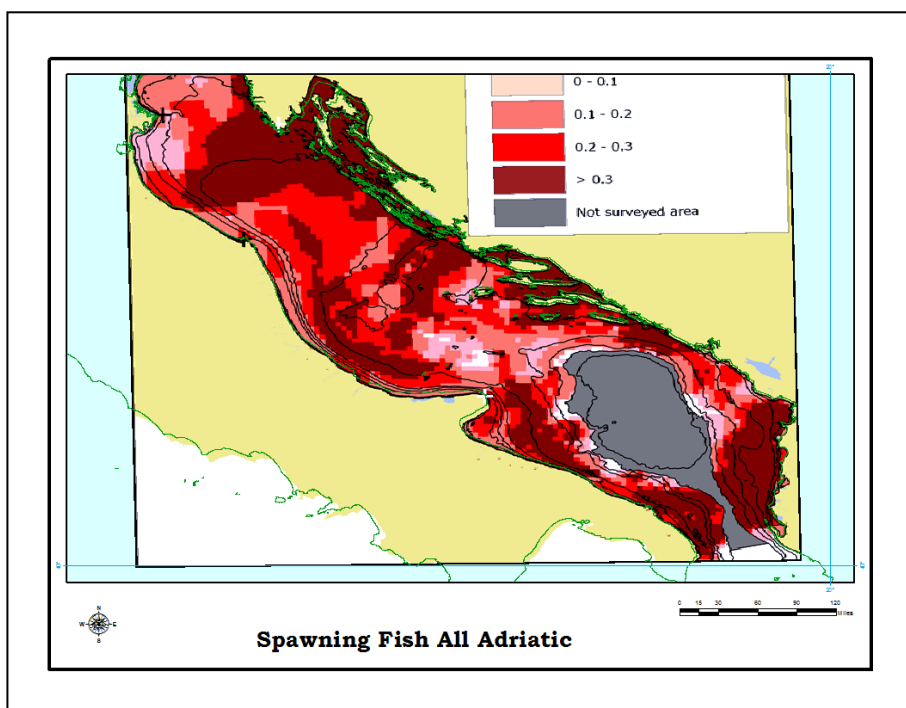 0 - 0.1
0.1 - 0.2
0.2 - 0.3
> 0.3
Not surveyed area
N
W E
S
0 15 30 60 90 120
Miles
Spawning Fish All Adriatic